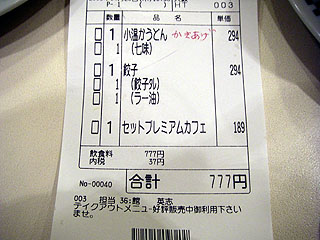 003
数量 品名 単価
1 小温かうどん かきあげ 294
1 (七味)
1 餃子 294
1 (餃子タレ)
1 (ラー油)
1 セットプレミアムカフェ 189
飲食料 777円
内税 37円
No-00040 合計 777円
003 担当 36:館 英志
テイクアウトメニュー好評販売中御利用下さい
ませ。